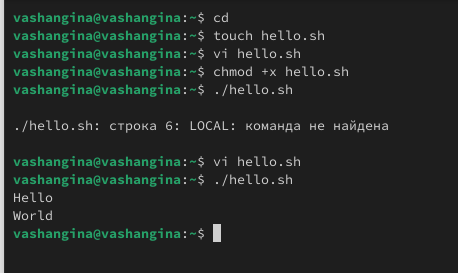 vashangina@vashangina:~$ cd
vashangina@vashangina:~$ touch hello.sh
vashangina@vashangina:~$ vi hello.sh
vashangina@vashangina:~$ chmod +x hello.sh
vashangina@vashangina:~$ ./hello.sh
./hello.sh: строка 6: LOCAL: команда не найдена
vashangina@vashangina:~$ vi hello.sh
vashangina@vashangina:~$ ./hello.sh
Hello
World
vashangina@vashangina:~$